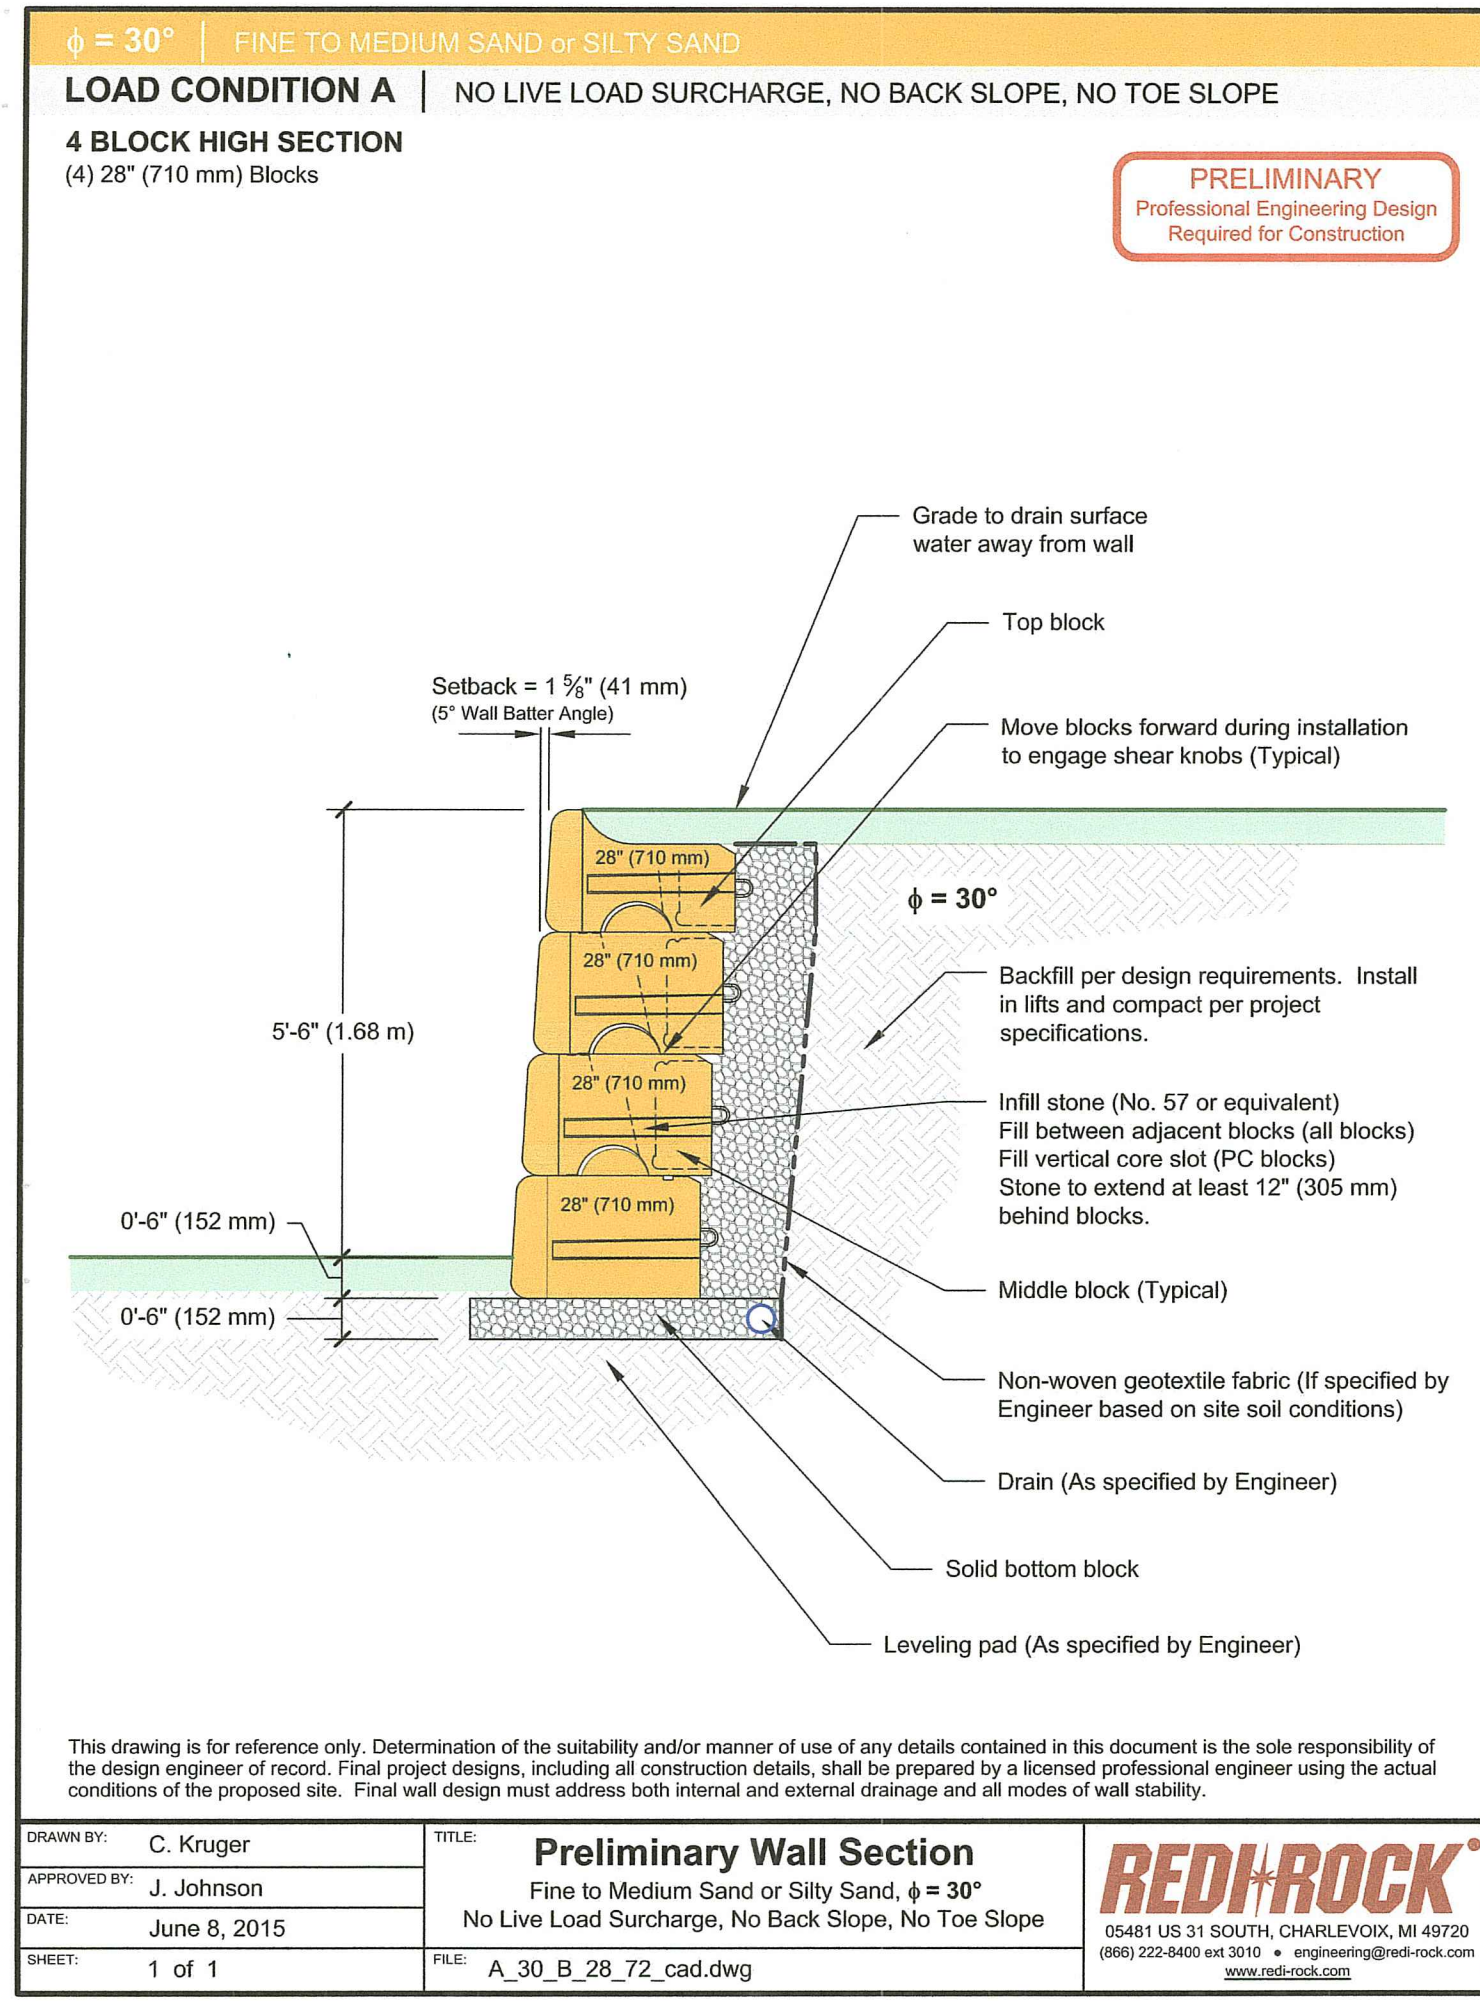 ϕ = 30° | FINE TO MEDIUM SAND or SILTY SAND
LOAD CONDITION A | NO LIVE LOAD SURCHARGE, NO BACK SLOPE, NO TOE SLOPE
4 BLOCK HIGH SECTION
(4) 28" (710 mm) Blocks
PRELIMINARY
Professional Engineering Design
Required for Construction
Grade to drain surface
water away from wall
Top block
Setback = 1 ⅝" (41 mm)
(5° Wall Batter Angle)
Move blocks forward during installation
to engage shear knobs (Typical)
28" (710 mm)
ϕ = 30°
28" (710 mm)
Backfill per design requirements. Install
in lifts and compact per project
specifications.
5'-6" (1.68 m)
28" (710 mm)
Infill stone (No. 57 or equivalent)
Fill between adjacent blocks (all blocks)
Fill vertical core slot (PC blocks)
Stone to extend at least 12" (305 mm)
behind blocks.
28" (710 mm)
0'-6" (152 mm)
Middle block (Typical)
0'-6" (152 mm)
Non-woven geotextile fabric (If specified by
Engineer based on site soil conditions)
Drain (As specified by Engineer)
Solid bottom block
Leveling pad (As specified by Engineer)
This drawing is for reference only. Determination of the suitability and/or manner of use of any details contained in this document is the sole responsibility of
the design engineer of record. Final project designs, including all construction details, shall be prepared by a licensed professional engineer using the actual
conditions of the proposed site. Final wall design must address both internal and external drainage and all modes of wall stability.
DRAWN BY: C. Kruger
APPROVED BY: J. Johnson
DATE: June 8, 2015
SHEET: 1 of 1
TITLE: Preliminary Wall Section
Fine to Medium Sand or Silty Sand, ϕ = 30°
No Live Load Surcharge, No Back Slope, No Toe Slope
FILE: A_30_B_28_72_cad.dwg
REDI-ROCK®
05481 US 31 SOUTH, CHARLEVOIX, MI 49720
(866) 222-8400 ext 3010 • engineering@redi-rock.com
www.redi-rock.com